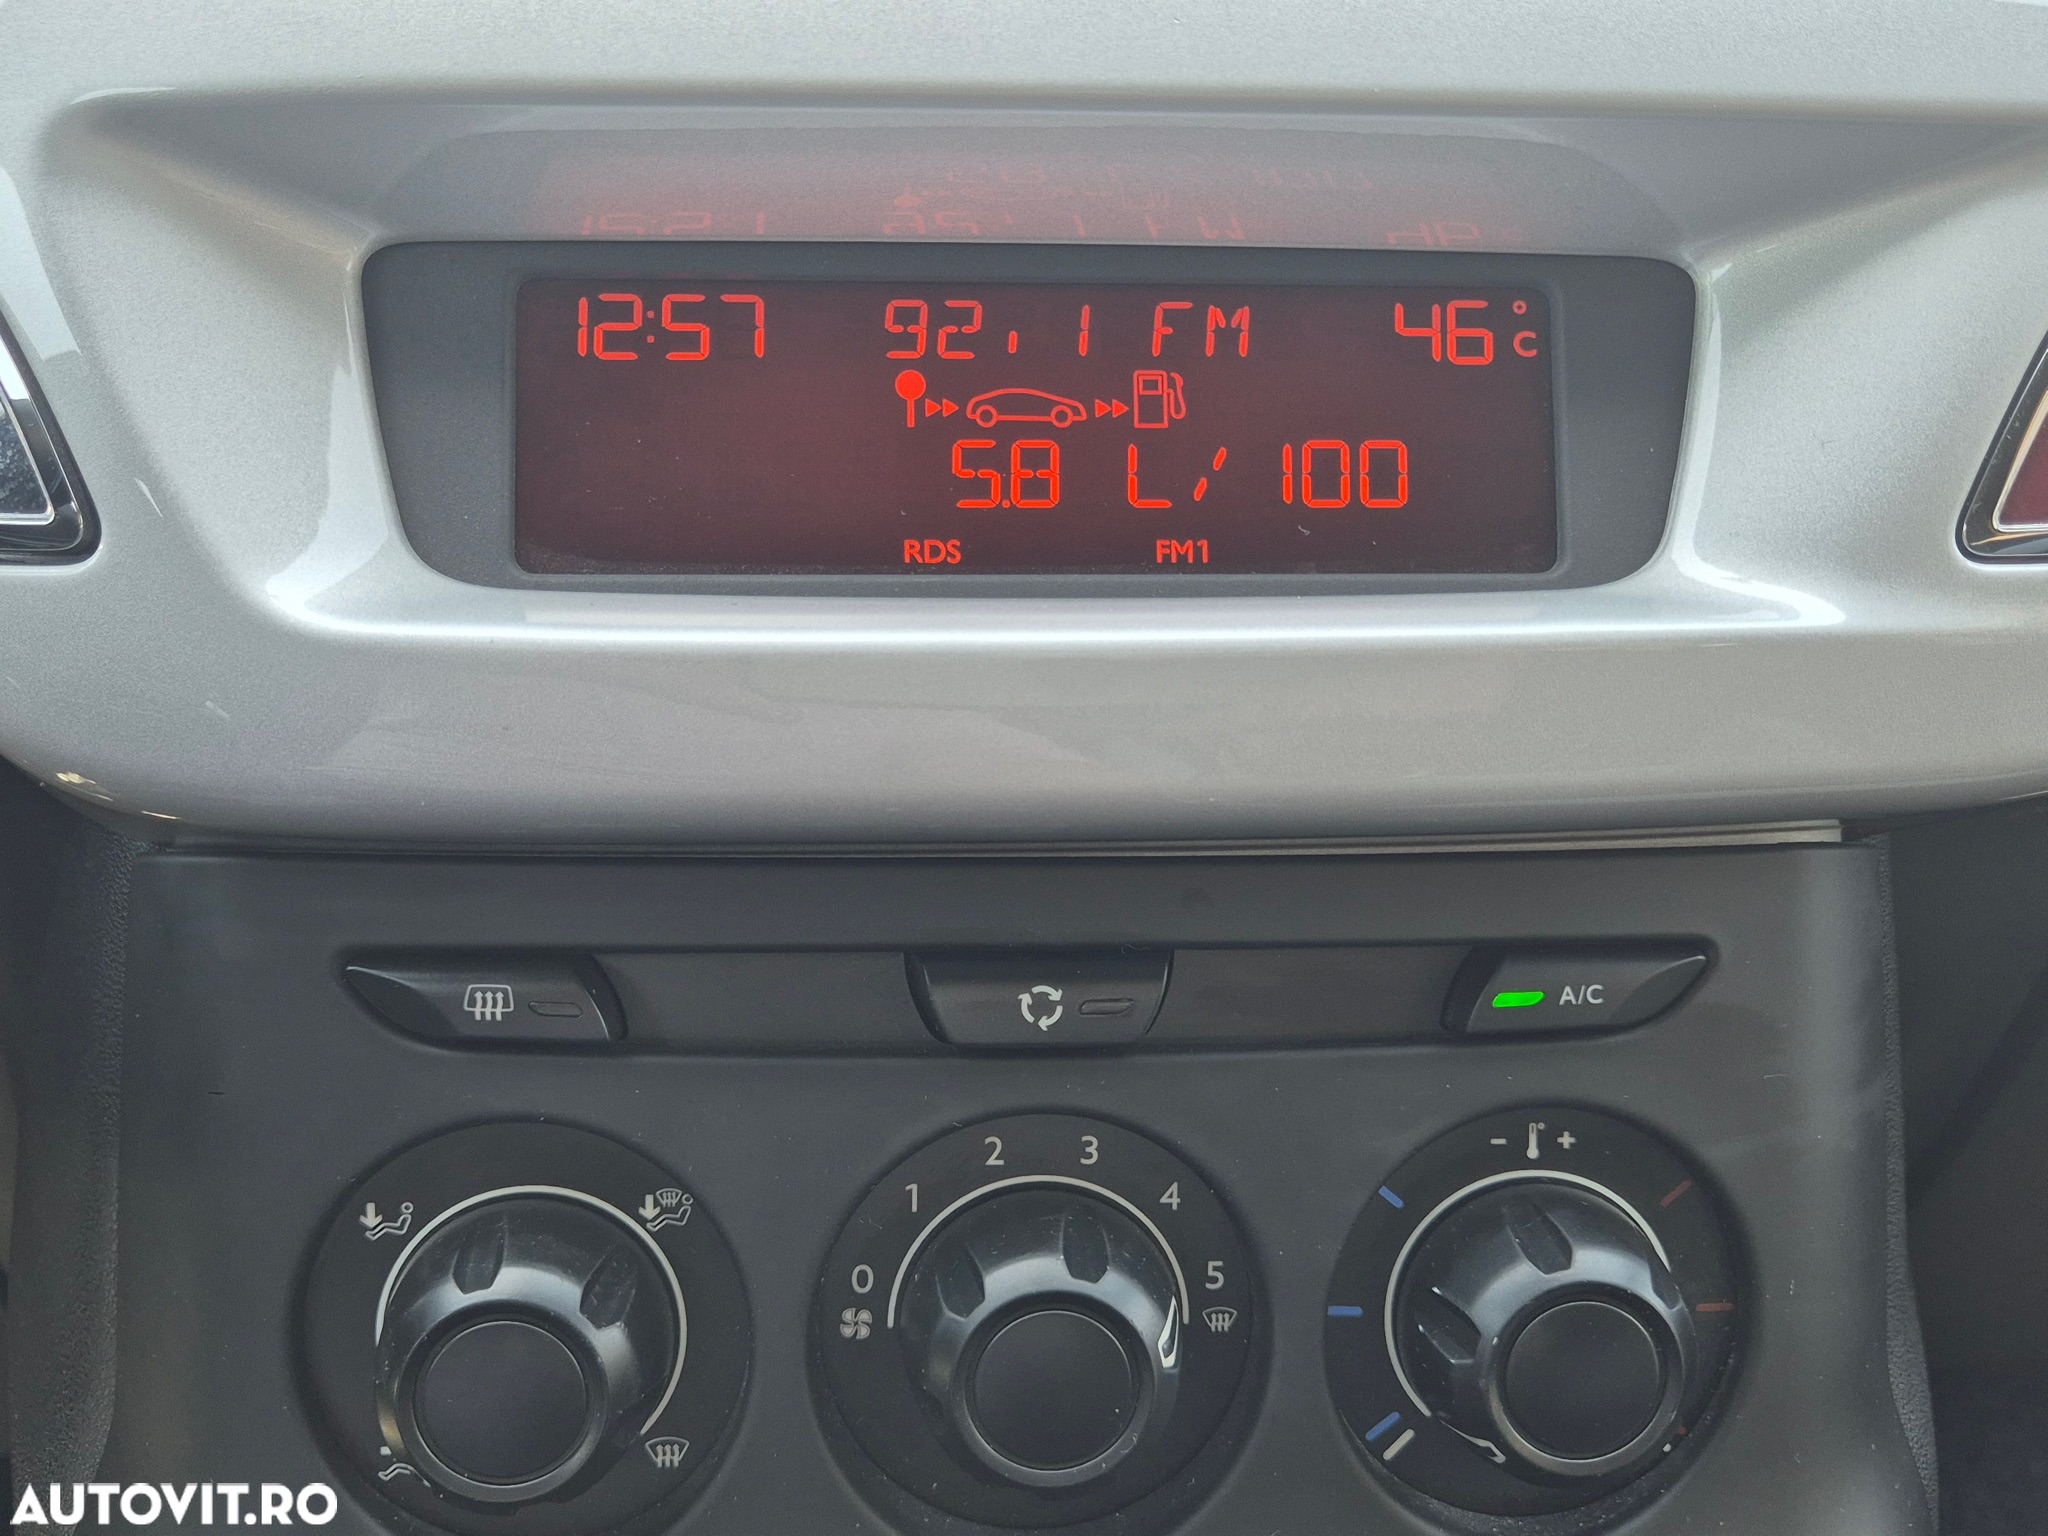 12:57 92.1 FM 46°C
5.8 L/100
RDS FM1
A/C
- +
2 3
1 4
0 5
AUTOVIT.RO